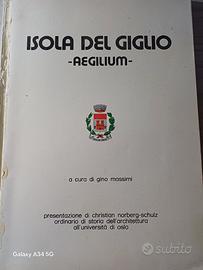 ISOLA DEL GIGLIO
-AEGILIUM-
a cura di gino massimi
presentazione di christian norberg-schulz
ordinario di storia dell'architettura
all'università di oslo
Galaxy A34 5G
subito